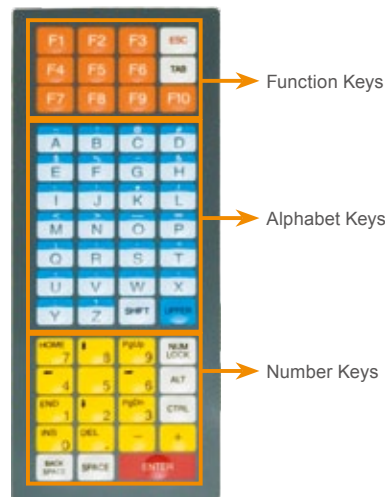 F1 F2 F3 ESC
F4 F5 F6 TAB
F7 F8 F9 F10
Function Keys
A B C D
E F G H
I J K L
M N O P
Q R S T
U V W X
Y Z SHIFT UPPER
Alphabet Keys
HOME 7 8 PgUp 9 NUM LOCK
4 5 6 ALT
END 1 2 PgDn 3 CTRL
INS 0 DEL . - +
BACK SPACE SPACE ENTER
Number Keys